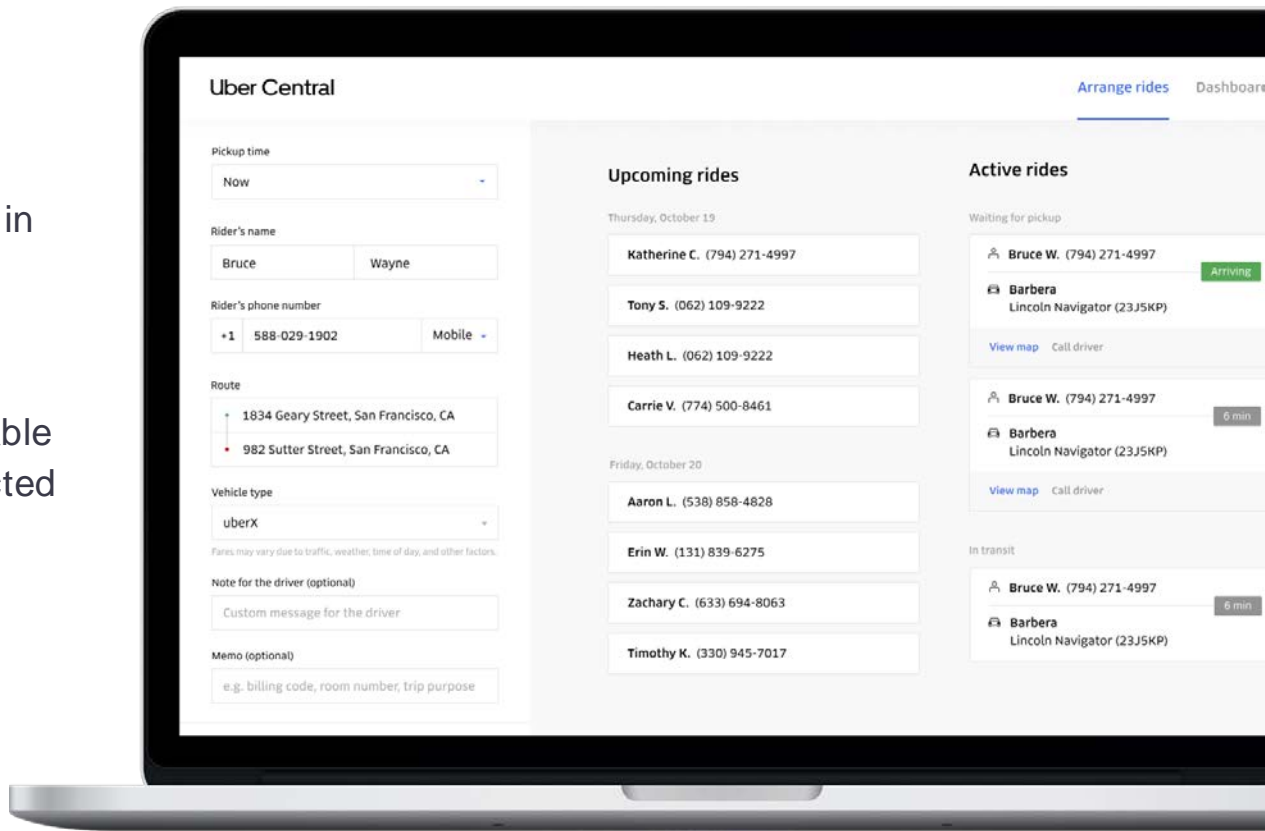 in
able
cted
Uber Central
Arrange rides
Dashboard
Pickup time
Now
Rider's name
Bruce
Wayne
Rider's phone number
+1 588-029-1902 Mobile
Route
1834 Geary Street, San Francisco, CA
982 Sutter Street, San Francisco, CA
Vehicle type
uberX
Fares may vary due to traffic, weather, time of day, and other factors.
Note for the driver (optional)
Custom message for the driver
Memo (optional)
e.g. billing code, room number, trip purpose
Upcoming rides
Thursday, October 19
Katherine C. (794) 271-4997
Tony S. (062) 109-9222
Heath L. (062) 109-9222
Carrie V. (774) 500-8461
Friday, October 20
Aaron L. (538) 858-4828
Erin W. (131) 839-6275
Zachary C. (633) 694-8063
Timothy K. (330) 945-7017
Active rides
Waiting for pickup
Bruce W. (794) 271-4997
Arriving
Barbera
Lincoln Navigator (23J5KP)
View map Call driver
Bruce W. (794) 271-4997
6 min
Barbera
Lincoln Navigator (23J5KP)
View map Call driver
In transit
Bruce W. (794) 271-4997
6 min
Barbera
Lincoln Navigator (23J5KP)